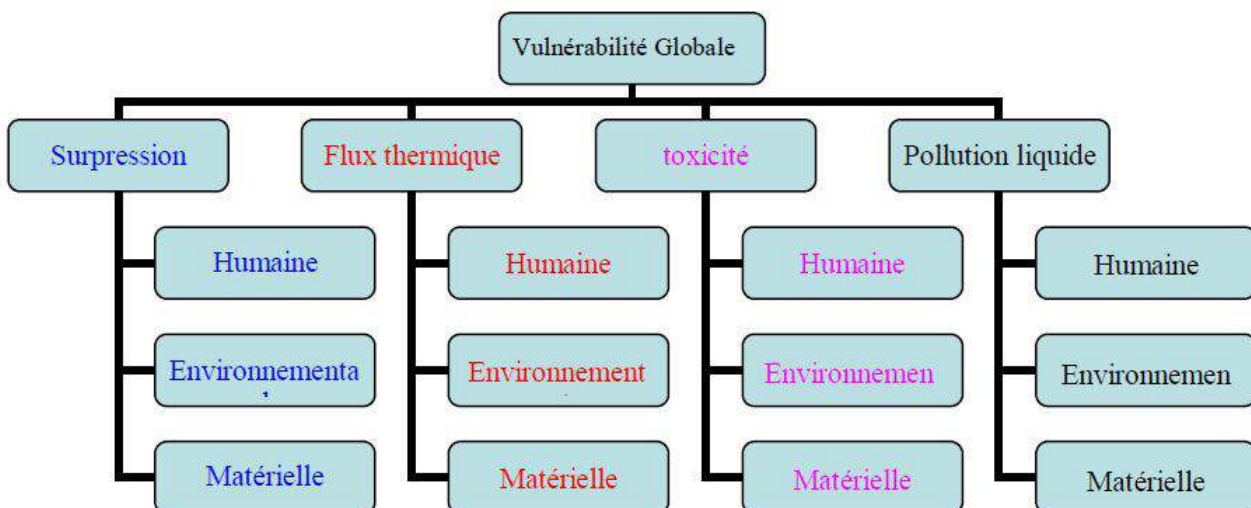 Vulnérabilité Globale
Surpression
Flux thermique
toxicité
Pollution liquide
Humaine
Humaine
Humaine
Humaine
Environnementa
Environnement
Environnemen
Environnemen
Matérielle
Matérielle
Matérielle
Matérielle